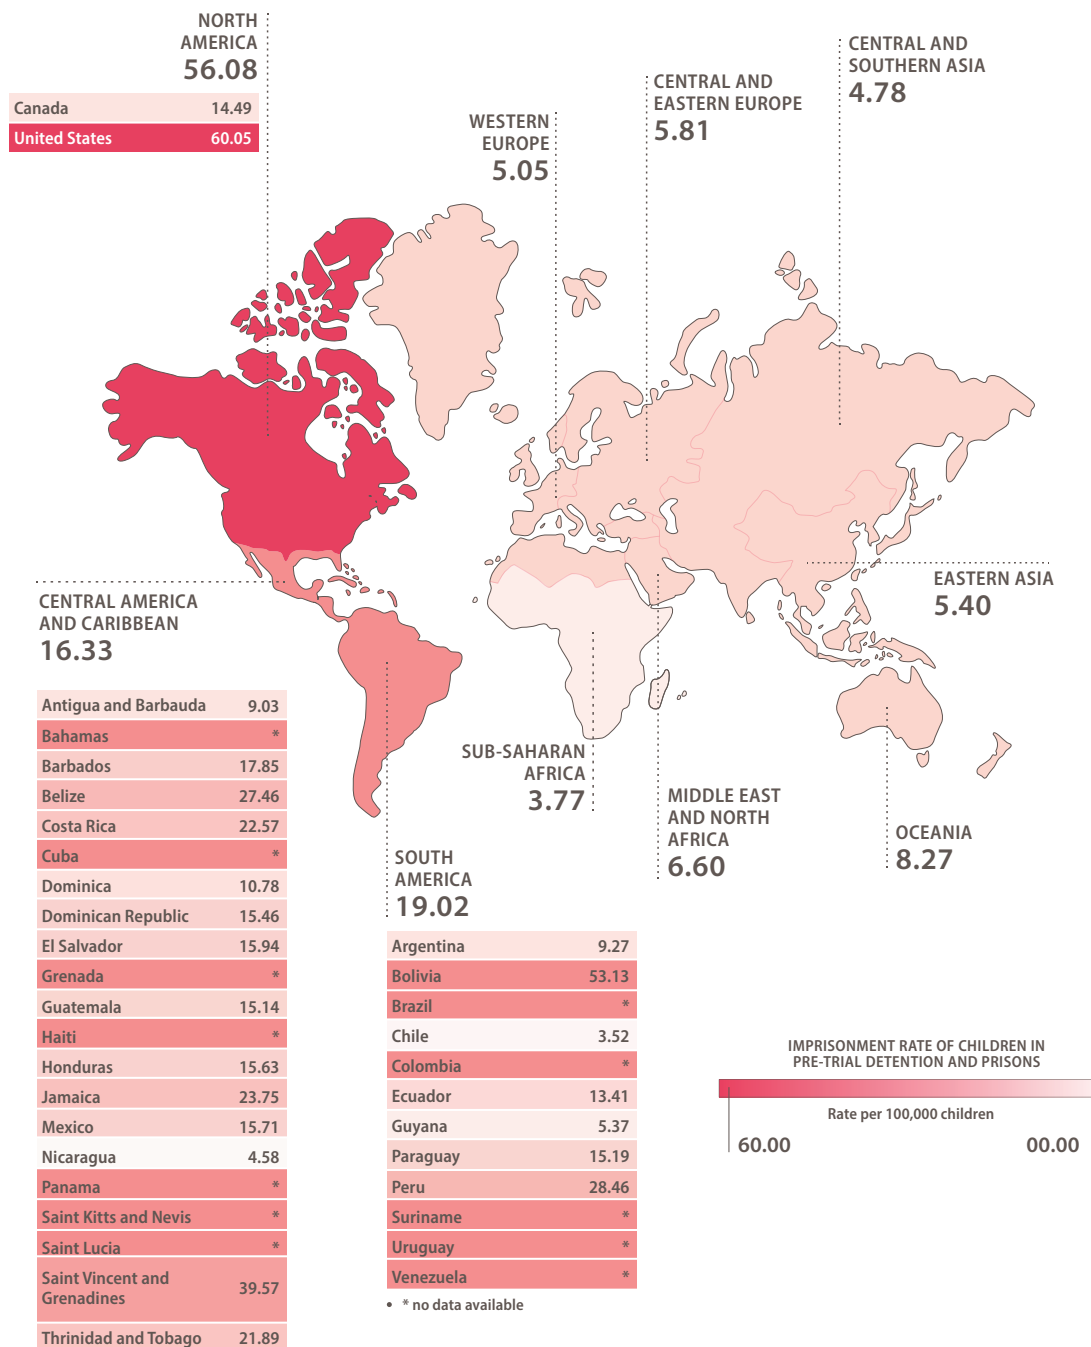 NORTH
AMERICA
56.08
Canada 14.49
United States 60.05
WESTERN
EUROPE
5.05
CENTRAL AND
EASTERN EUROPE
5.81
CENTRAL AND
SOUTHERN ASIA
4.78
EASTERN ASIA
5.40
CENTRAL AMERICA
AND CARIBBEAN
16.33
Antigua and Barbauda 9.03
Bahamas *
Barbados 17.85
Belize 27.46
Costa Rica 22.57
Cuba *
Dominica 10.78
Dominican Republic 15.46
El Salvador 15.94
Grenada *
Guatemala 15.14
Haiti *
Honduras 15.63
Jamaica 23.75
Mexico 15.71
Nicaragua 4.58
Panama *
Saint Kitts and Nevis *
Saint Lucia *
Saint Vincent and
Grenadines 39.57
Thrinidad and Tobago 21.89
SUB-SAHARAN
AFRICA
3.77
MIDDLE EAST
AND NORTH
AFRICA
6.60
OCEANIA
8.27
SOUTH
AMERICA
19.02
Argentina 9.27
Bolivia 53.13
Brazil *
Chile 3.52
Colombia *
Ecuador 13.41
Guyana 5.37
Paraguay 15.19
Peru 28.46
Suriname *
Uruguay *
Venezuela *
• * no data available
IMPRISONMENT RATE OF CHILDREN IN
PRE-TRIAL DETENTION AND PRISONS
Rate per 100,000 children
60.00 00.00